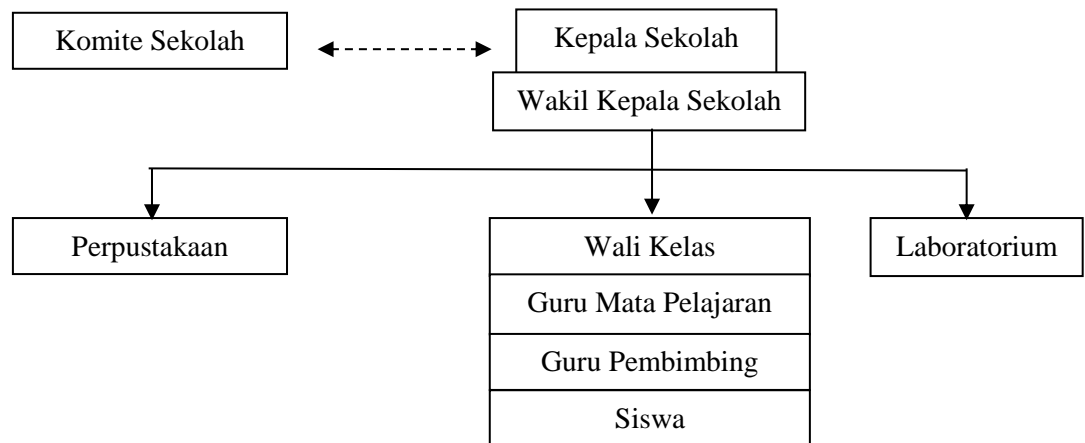 Komite Sekolah
Kepala Sekolah
Wakil Kepala Sekolah
Perpustakaan
Wali Kelas
Laboratorium
Guru Mata Pelajaran
Guru Pembimbing
Siswa